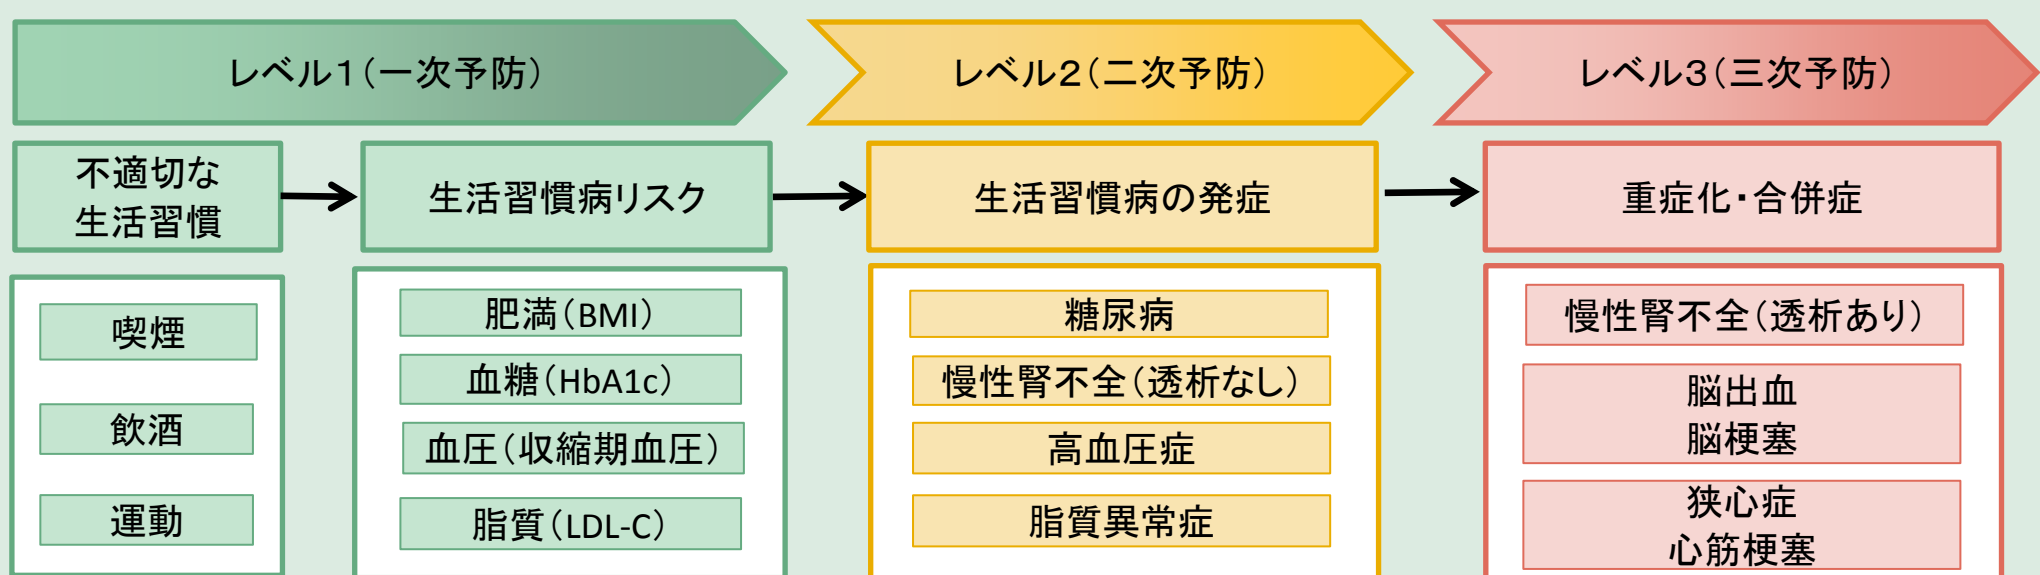 レベル1（一次予防）
レベル2（二次予防）
レベル3（三次予防）
不適切な
生活習慣
生活習慣病リスク
生活習慣病の発症
重症化・合併症
喫煙
飲酒
運動
肥満（BMI）
血糖（HbA1c）
血圧（収縮期血圧）
脂質（LDL-C）
糖尿病
慢性腎不全（透析なし）
高血圧症
脂質異常症
慢性腎不全（透析あり）
脳出血
脳梗塞
狭心症
心筋梗塞